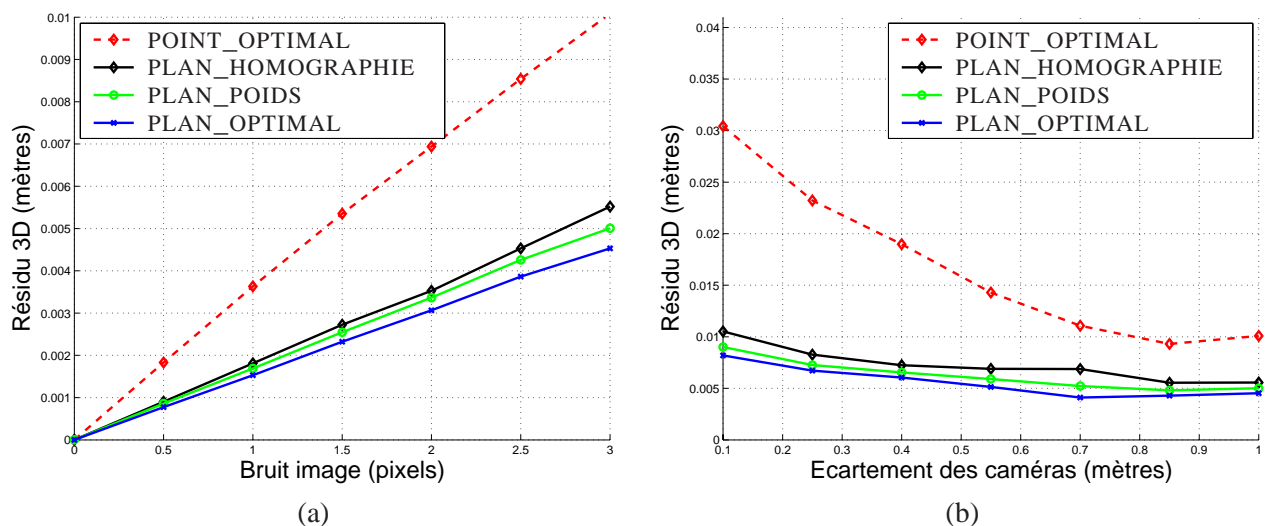 0.01
0.009
0.008
0.007
0.006
0.005
0.004
0.003
0.002
0.001
0
Résidu 3D (mètres)
POINT_OPTIMAL
PLAN_HOMOGRAPHIE
PLAN_POIDS
PLAN_OPTIMAL
0 0.5 1 1.5 2 2.5 3
Bruit image (pixels)
(a)
0.04
0.035
0.03
0.025
0.02
0.015
0.01
0.005
0
Résidu 3D (mètres)
POINT_OPTIMAL
PLAN_HOMOGRAPHIE
PLAN_POIDS
PLAN_OPTIMAL
0.1 0.2 0.3 0.4 0.5 0.6 0.7 0.8 0.9 1
Ecartement des caméras (mètres)
(b)